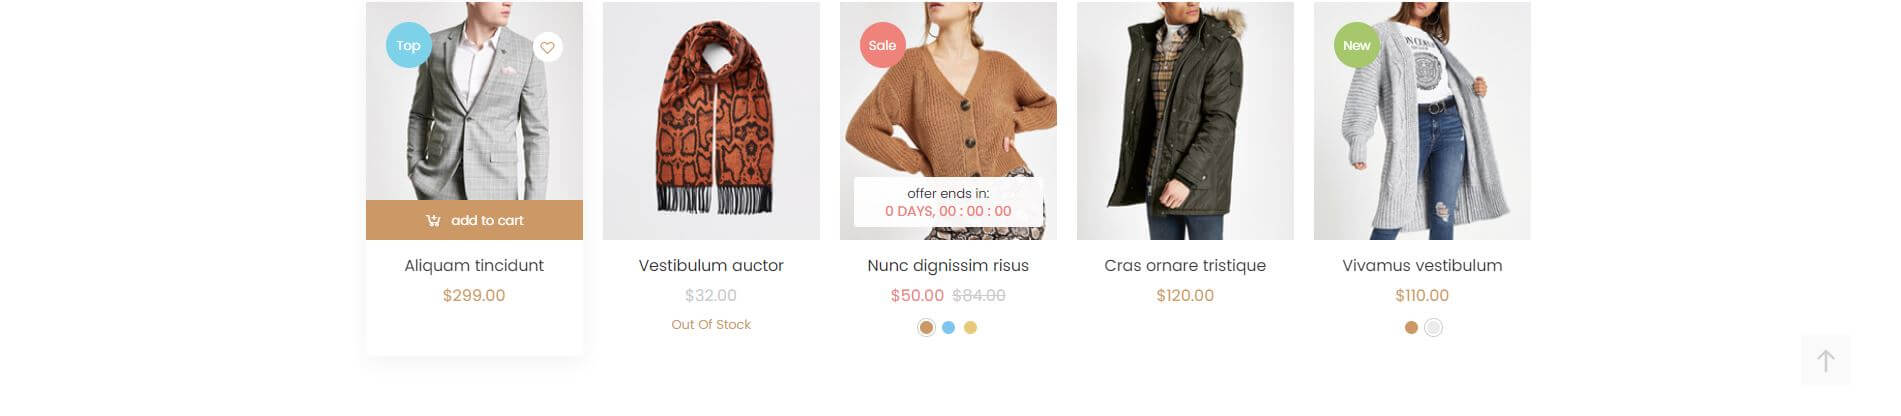 Top
add to cart
Aliquam tincidunt
$299.00
Vestibulum auctor
$32.00
Out Of Stock
Sale
offer ends in:
0 DAYS, 00 : 00 : 00
Nunc dignissim risus
$50.00 $84.00
Cras ornare tristique
$120.00
New
Vivamus vestibulum
$110.00